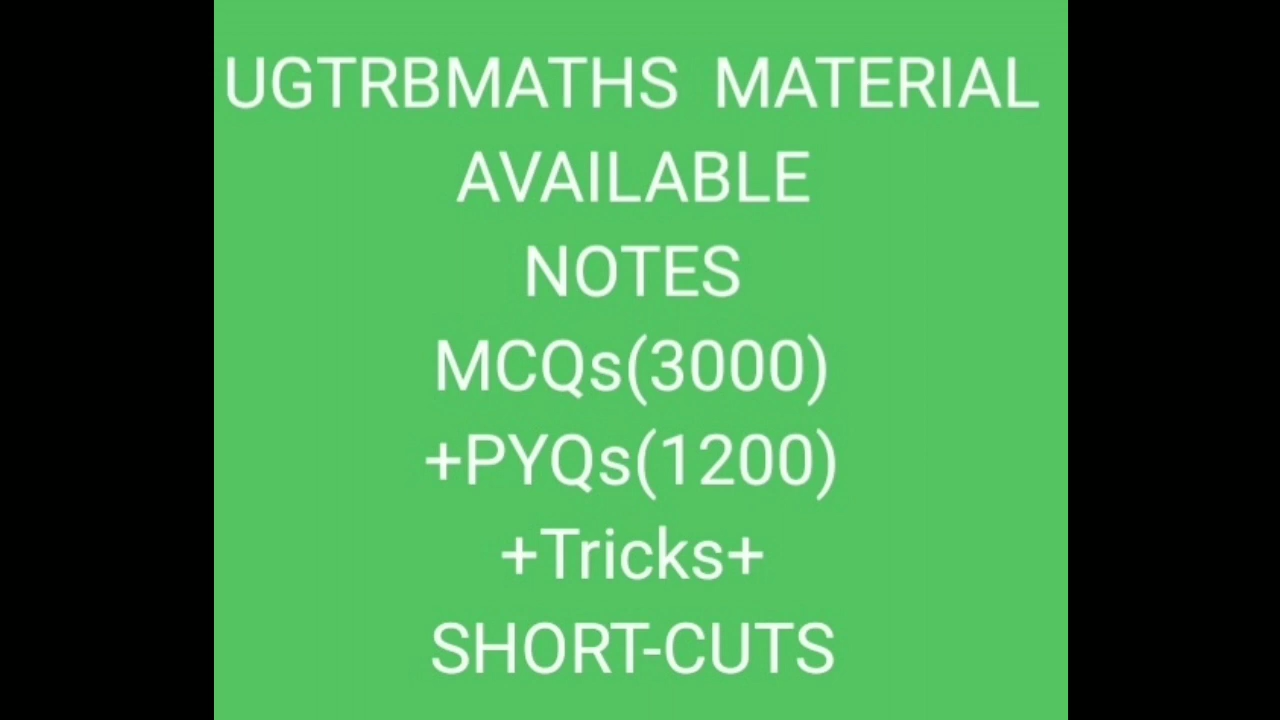 UGTRBMATHS MATERIAL
AVAILABLE
NOTES
MCQs(3000)
+PYQs(1200)
+Tricks+
SHORT-CUTS